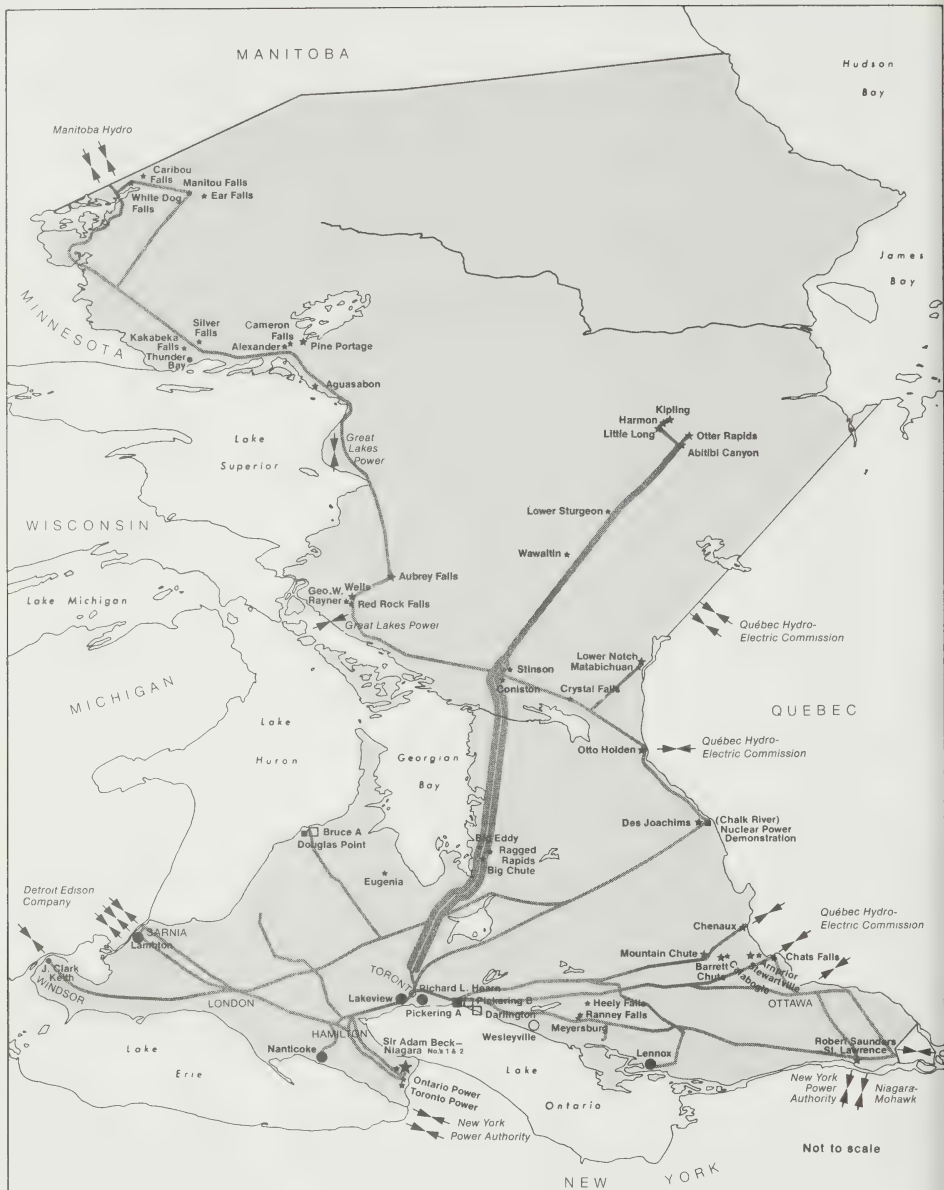 MANITOBA
Hudson
Bay
Manitoba Hydro
Caribou
Falls
Manitou Falls
Ear Falls
White Dog
Falls
James
Bay
MINNESOTA
Silver
Falls
Kakabeka
Falls
Thunder
Bay
Cameron
Falls
Alexander
Pine Portage
Aguasabon
Lake
Superior
Great
Lakes
Power
Kipling
Harmon
Little Long
Otter Rapids
Abitibi Canyon
Lower Sturgeon
Wawaitin
WISCONSIN
Lake Michigan
Aubrey Falls
Wells
Geo.W.
Rayner
Red Rock Falls
Great Lakes Power
Québec Hydro-
Electric Commission
Lower Notch
Matabichuan
Stinson
Coniston
Crystal Falls
MICHIGAN
QUEBEC
Lake
Huron
Georgian
Bay
Otto Holden
Québec Hydro-
Electric Commission
Bruce A
Douglas Point
Big Eddy
Ragged
Rapids
Big Chute
Eugenia
Des Joachims
(Chalk River)
Nuclear Power
Demonstration
Detroit Edison
Company
SARNIA
Lambton
J. Clark
Keith
WINDSOR
LONDON
Chenaux
Québec Hydro-
Electric Commission
Mountain Chute
Chats Falls
Barrett
Chute
Calabogie
Stewartville
Arnprior
OTTAWA
TORONTO
Richard L. Hearn
Lakeview
Pickering A
Pickering B
Darlington
Wesleyville
Heely Falls
Ranney Falls
Meyersburg
HAMILTON
Nanticoke
Sir Adam Beck–
Niagara No.'s 1 & 2
Ontario Power
Toronto Power
Lennox
Robert Saunders
St. Lawrence
Lake
Erie
Lake
Ontario
New York
Power Authority
New York
Power
Authority
Niagara-
Mohawk
Not to scale
NEW YORK